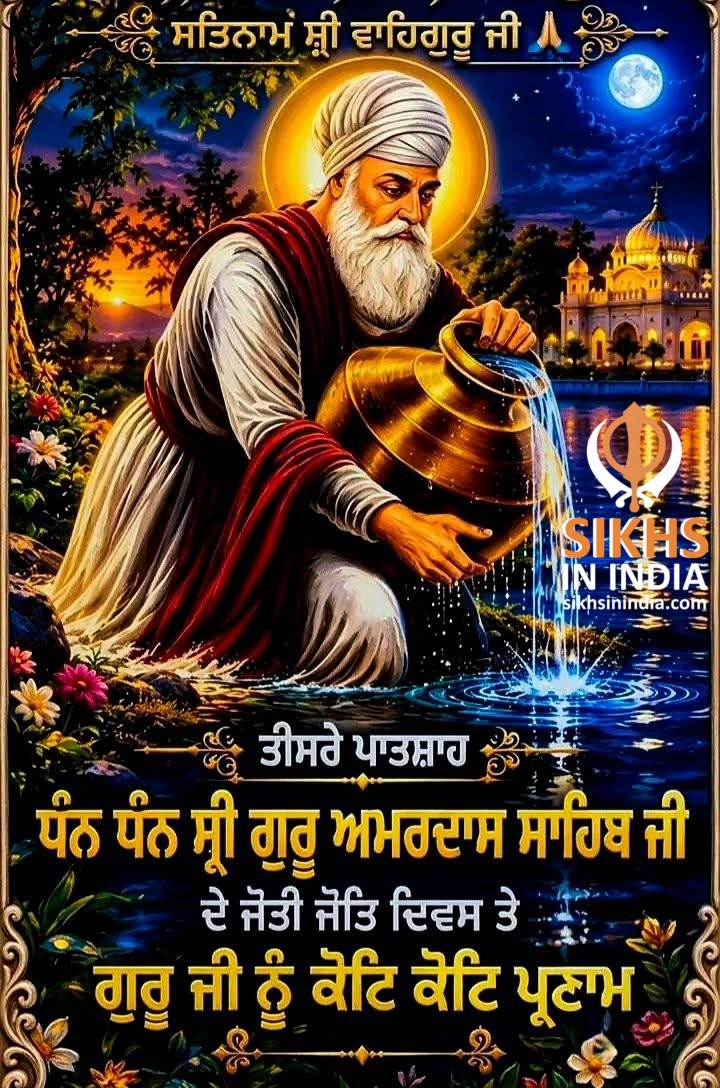 ਸਤਿਨਾਮ ਸ਼੍ਰੀ ਵਾਹਿਗੁਰੂ ਜੀ 🙏
SIKHS
IN INDIA
sikhsinindia.com
ਤੀਸਰੇ ਪਾਤਸ਼ਾਹ
ਧੰਨ ਧੰਨ ਸ੍ਰੀ ਗੁਰੂ ਅਮਰਦਾਸ ਸਾਹਿਬ ਜੀ
ਦੇ ਜੋਤੀ ਜੋਤਿ ਦਿਵਸ ਤੇ
ਗੁਰੂ ਜੀ ਨੂੰ ਕੋਟਿ ਕੋਟਿ ਪ੍ਰਣਾਮ